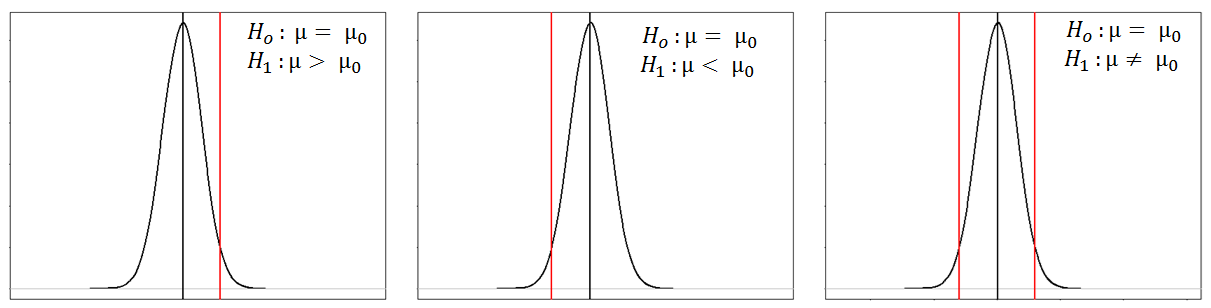 Hₒ : μ = μ₀
H₁ : μ > μ₀
Hₒ : μ = μ₀
H₁ : μ < μ₀
Hₒ : μ = μ₀
H₁ : μ ≠ μ₀